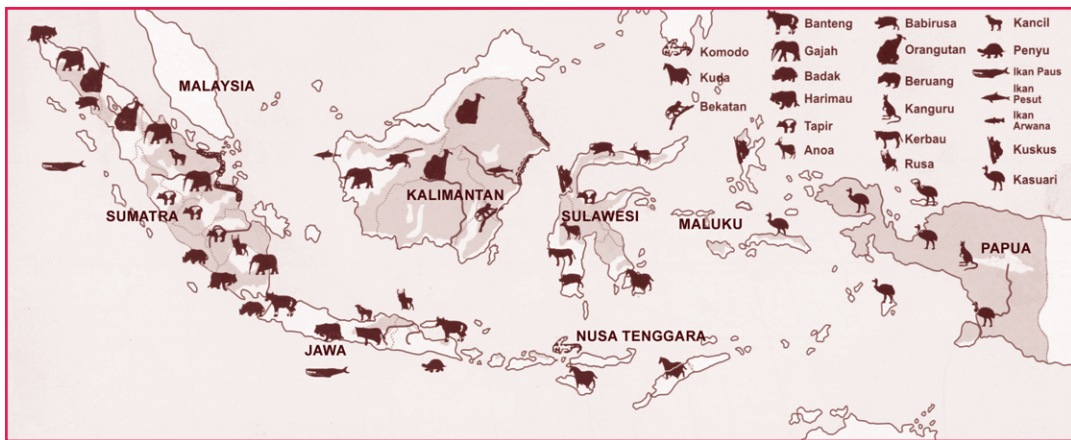 Banteng
Gajah
Badak
Harimau
Tapir
Anoa
Babirusa
Orangutan
Beruang
Kanguru
Kerbau
Rusa
Kancil
Penyu
Ikan Paus
Ikan
Pesut
Ikan
Arwana
Kuskus
Kasuari
Komodo
Kuda
Bekatan
MALAYSIA
SUMATRA
KALIMANTAN
SULAWESI
MALUKU
PAPUA
JAWA
NUSA TENGGARA